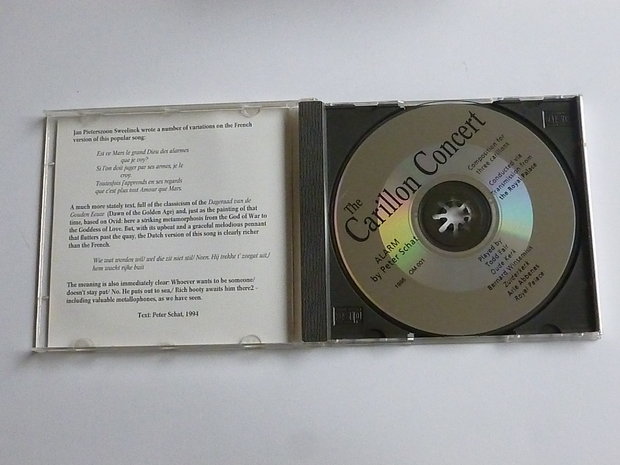 Jan Pieterszoon Sweelinck wrote a number of variations on the French
version of this popular song:
Est ce Mars le grand Dieu des alarmes
que je voy?
Si l'on doit juger par ses armes, je le
croy.
Toutesfois j'apprends en ses regards
que c'est plus tost Amour que Mars.
A much more stately text, full of the classicism of the Dageraad van de
Gouden Eeuw (Dawn of the Golden Age) and, just as the painting of that
time, based on Ovid: here a striking metamorphosis from the God of War to
the Goddess of Love. But, with its upbeat and a graceful melodious pennant
that flutters past the quay, the Dutch version of this song is clearly richer
than the French.
Wie wat worden wil/ wel die zit niet stil/ Neen. Hij trekke t' zeegat uit/
hem wacht rijke buit
The meaning is also immediately clear: Whoever wants to be someone/
doesn't stay put/ No. He puts out to sea,/ Rich booty awaits him there2 -
including valuable metallophones, as we have seen.
Text: Peter Schat, 1994
The
Carillon Concert
ALARM
by Peter Schat
1996 OM 001
Composition for
three carillons
Conducted via
Transmission from
the Royal Palace
Played by
Todd Fair
Oude Kerk
Bernard Winsemius
Zuiderkerk
Arie Abbenes
Royal Palace